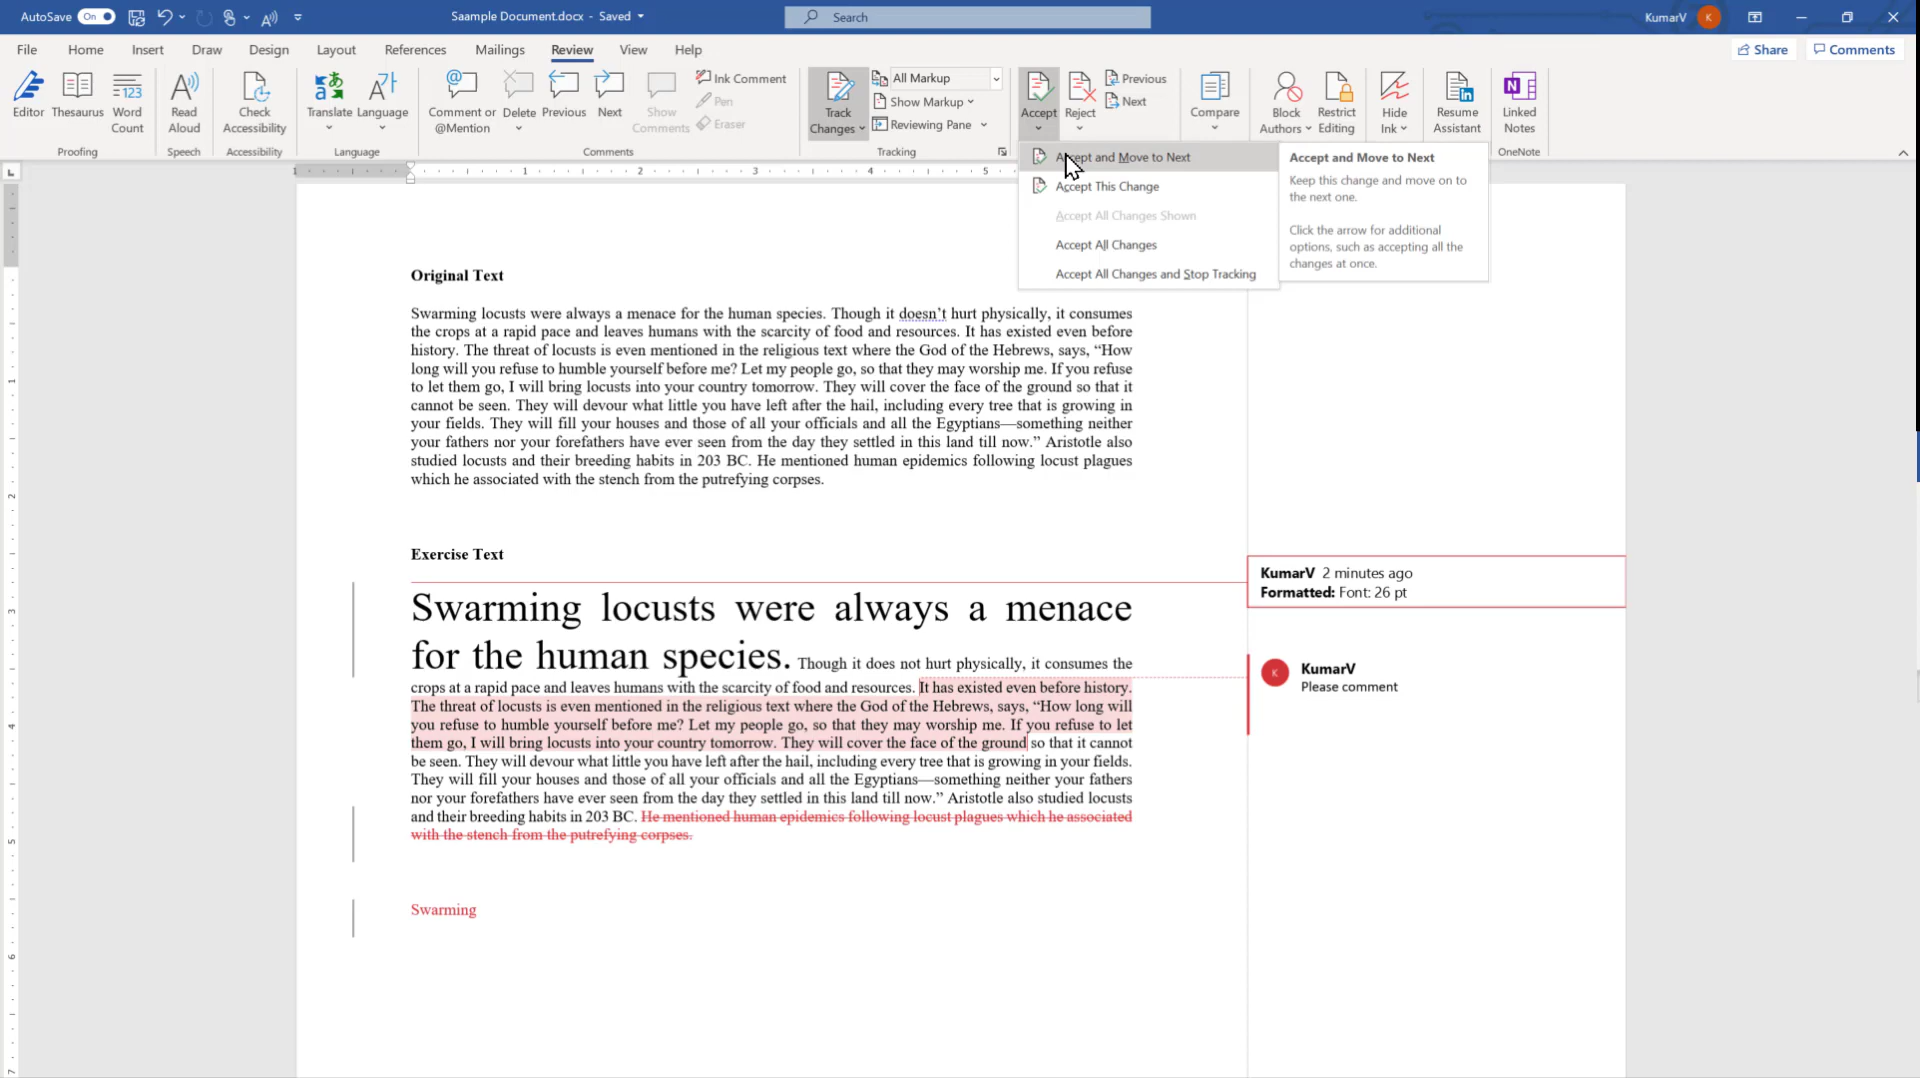 AutoSave On
Saample Document.docx - Saved
Search
KumarV K
File Home Insert Draw Design Layout References Mailings Review View Help
Share Comments
Editor Thesaurus Word Count
Read Aloud
Check Accessibility
Translate Language
Comment or @Mention Delete Previous Next Show Comments
Ink Comment
Pen
Eraser
Track Changes
All Markup
Show Markup
Reviewing Pane
Accept Reject
Previous
Next
Compare
Block Authors Restrict Editing
Hide Ink
Resume Assistant
Linked Notes
Proofing Speech Accessibility Language Comments Tracking OneNote
Accept and Move to Next
Accept This Change
Accept All Changes Shown
Accept All Changes
Accept All Changes and Stop Tracking
Accept and Move to Next
Keep this change and move on to
the next one.
Click the arrow for additional
options, such as accepting all the
changes at once.
1 1 2 3 4 5
Original Text
Swarming locusts were always a menace for the human species. Though it doesn’t hurt physically, it consumes
the crops at a rapid pace and leaves humans with the scarcity of food and resources. It has existed even before
history. The threat of locusts is even mentioned in the religious text where the God of the Hebrews, says, “How
long will you refuse to humble yourself before me? Let my people go, so that they may worship me. If you refuse
to let them go, I will bring locusts into your country tomorrow. They will cover the face of the ground so that it
cannot be seen. They will devour what little you have left after the hail, including every tree that is growing in
your fields. They will fill your houses and those of all your officials and all the Egyptians—something neither
your fathers nor your forefathers have ever seen from the day they settled in this land till now.” Aristotle also
studied locusts and their breeding habits in 203 BC. He mentioned human epidemics following locust plagues
which he associated with the stench from the putrefying corpses.
Exercise Text
Swarming locusts were always a menace
for the human species. Though it does not hurt physically, it consumes the
crops at a rapid pace and leaves humans with the scarcity of food and resources. It has existed even before history.
The threat of locusts is even mentioned in the religious text where the God of the Hebrews, says, “How long will
you refuse to humble yourself before me? Let my people go, so that they may worship me. If you refuse to let
them go, I will bring locusts into your country tomorrow. They will cover the face of the ground so that it cannot
be seen. They will devour what little you have left after the hail, including every tree that is growing in your fields.
They will fill your houses and those of all your officials and all the Egyptians—something neither your fathers
nor your forefathers have ever seen from the day they settled in this land till now.” Aristotle also studied locusts
and their breeding habits in 203 BC. He mentioned human epidemics following locust plagues which he associated
with the stench from the putrefying corpses.
Swarming
KumarV 2 minutes ago
Formatted: Font: 26 pt
K KumarV
Please comment
1
2
3
4
5
6
7